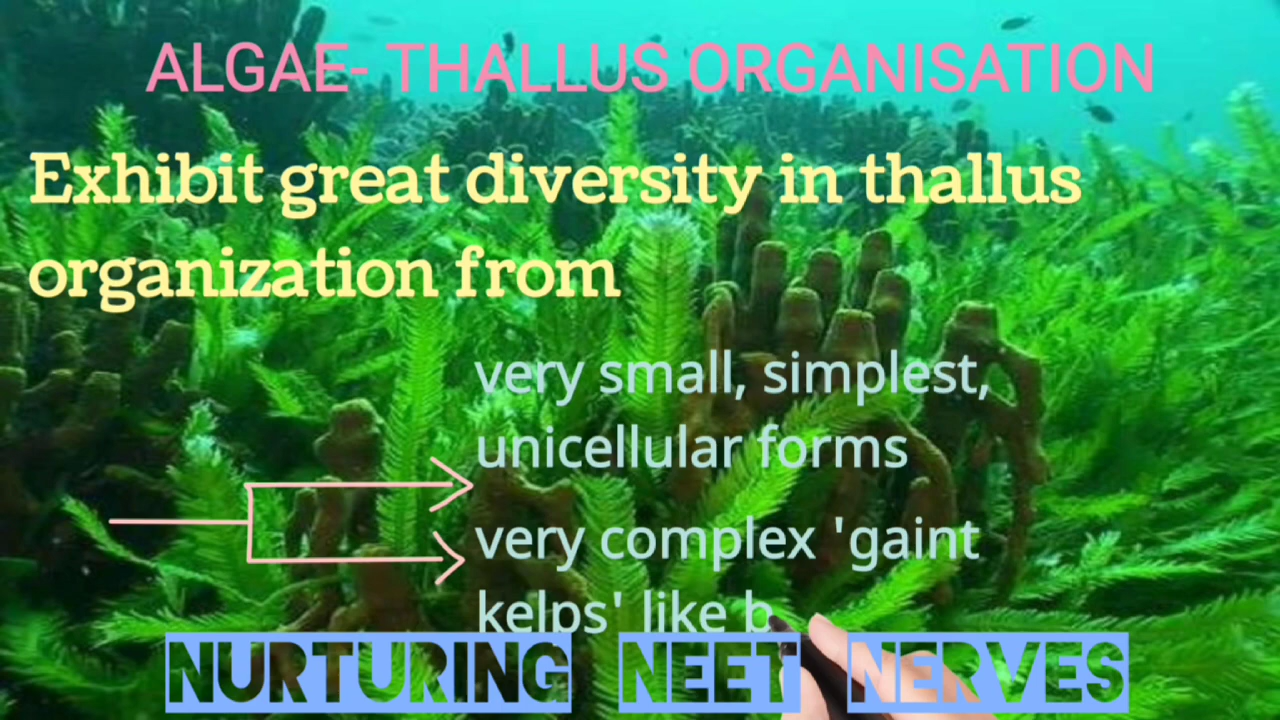 ALGAE- THALLUS ORGANISATION
Exhibit great diversity in thallus
organization from
very small, simplest,
unicellular forms
very complex 'gaint
kelps' like b
NURTURING NEET NERVES